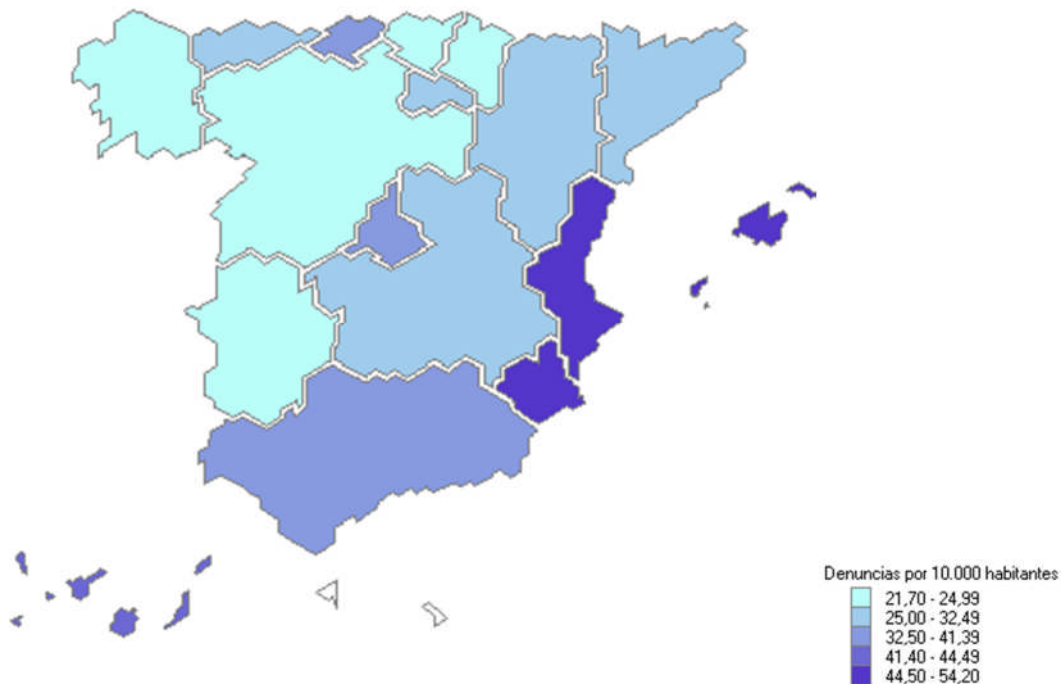 Denuncias por 10.000 habitantes
21,70 - 24,99
25,00 - 32,49
32,50 - 41,39
41,40 - 44,49
44,50 - 54,20